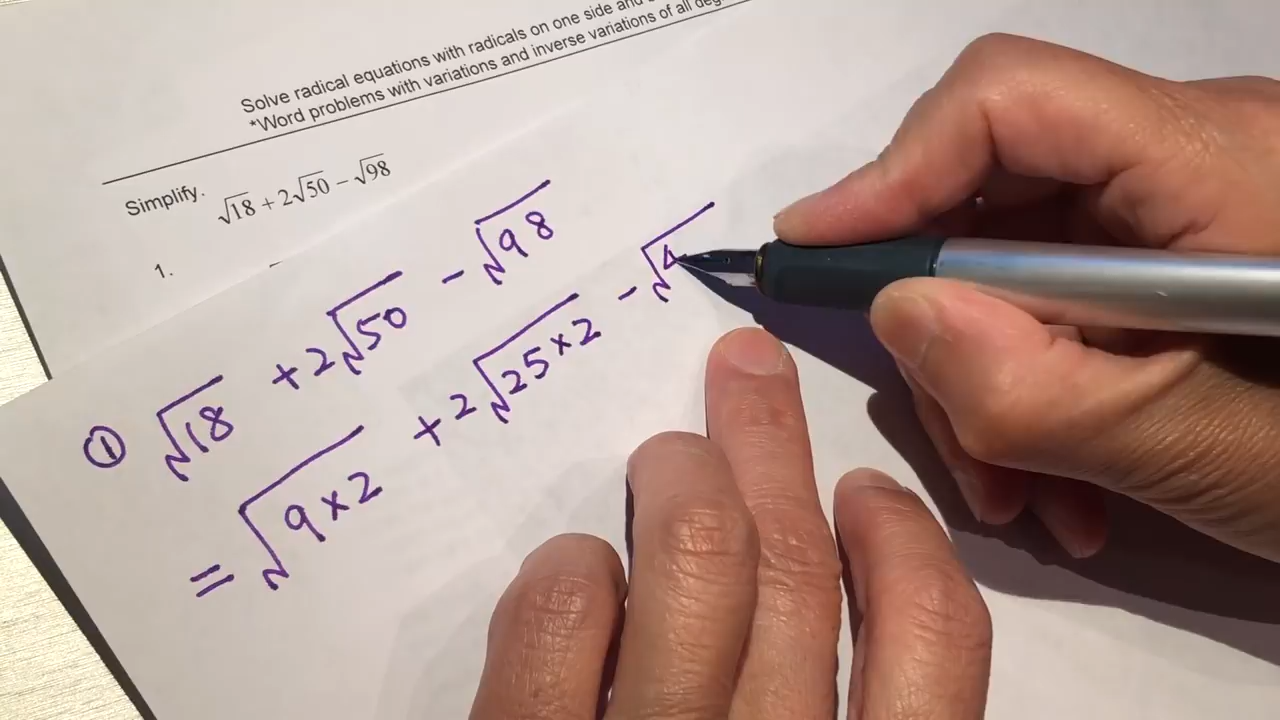 Solve radical equations with radicals on one side and
*Word problems with variations and inverse variations of all
Simplify.
√18 + 2√50 − √98
1.
① √18 + 2√50 − √98
= √9×2 + 2√25×2 − √4